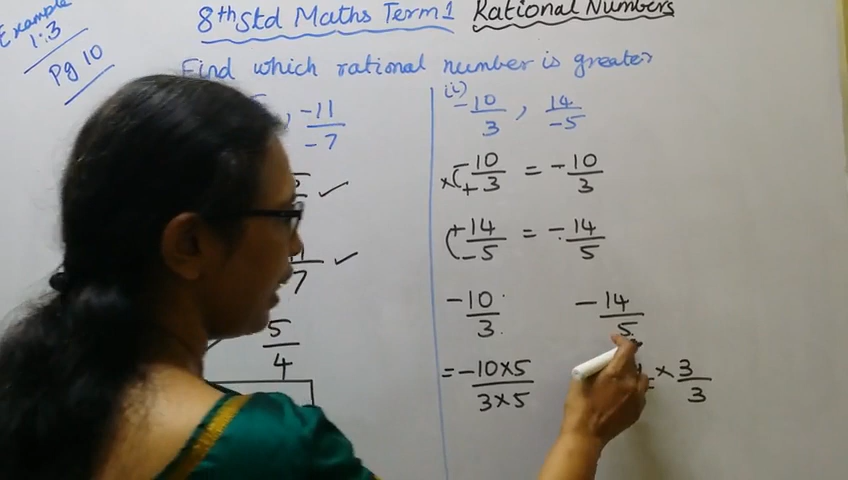 Example 1:3
Pg 10
8th Std Maths Term 1 Rational Numbers
Find which rational number is greater
, -11/-7
(i) -10/3 , 14/-5
-10/+3 = -10/3
+14/-5 = -14/5
-10/3 -14/5
5/4
= -10×5/3×5 ×3/3